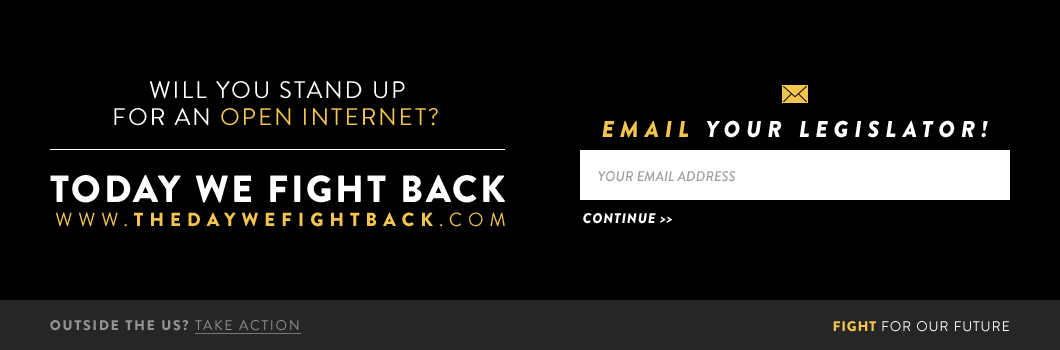 WILL YOU STAND UP
FOR AN OPEN INTERNET?
TODAY WE FIGHT BACK
WWW.THEDAYWEFIGHTBACK.COM
EMAIL YOUR LEGISLATOR!
YOUR EMAIL ADDRESS
CONTINUE >>
OUTSIDE THE US? TAKE ACTION
FIGHT FOR OUR FUTURE